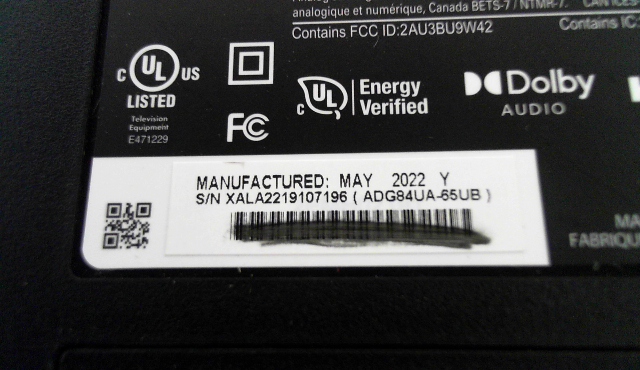 analogique et numérique, Canada BETS-7 / NTMR-7.
Contains FCC ID:2AU3BU9W42
Contains IC
c UL US
LISTED
Television
Equipment
E471229
FC
c UL Energy
Verified
Dolby
AUDIO
MANUFACTURED: MAY 2022 Y
S/N XALA2219107196 ( ADG84UA-65UB )
MA
FABRIQU